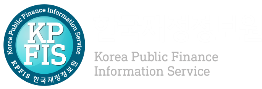 Korea Public Finance Information Service
KP
FIS
KPFIS 한국재정정보원
Korea Public Finance
Information Service